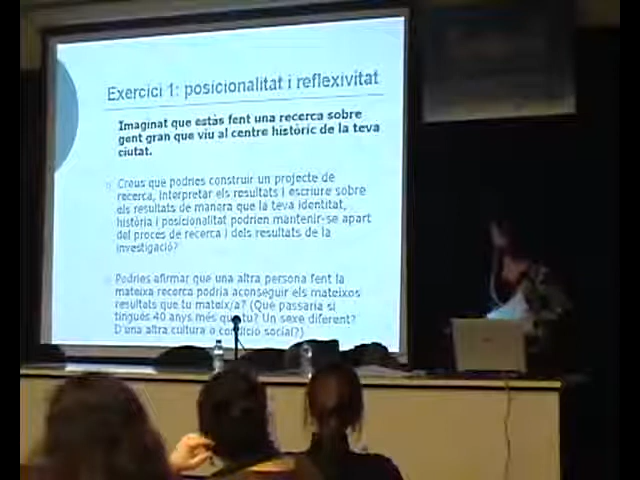 Exercici 1: posicionalitat i reflexivitat
Imaginat que estàs fent una recerca sobre
gent gran que viu al centre històric de la teva
ciutat.
Creus que podries construir un projecte de
recerca, interpretar els resultats i escriure sobre
els resultats de manera que la teva identitat,
història i posicionalitat podrien mantenir-se apart
del procés de recerca i dels resultats de la
investigació?
Podries afirmar que una altra persona fent la
mateixa recerca podria aconseguir els mateixos
resultats que tu mateix/a? (Què passaria si
tingués 40 anys més que tu? Un sexe diferent?
D'una altra cultura o condició social?)